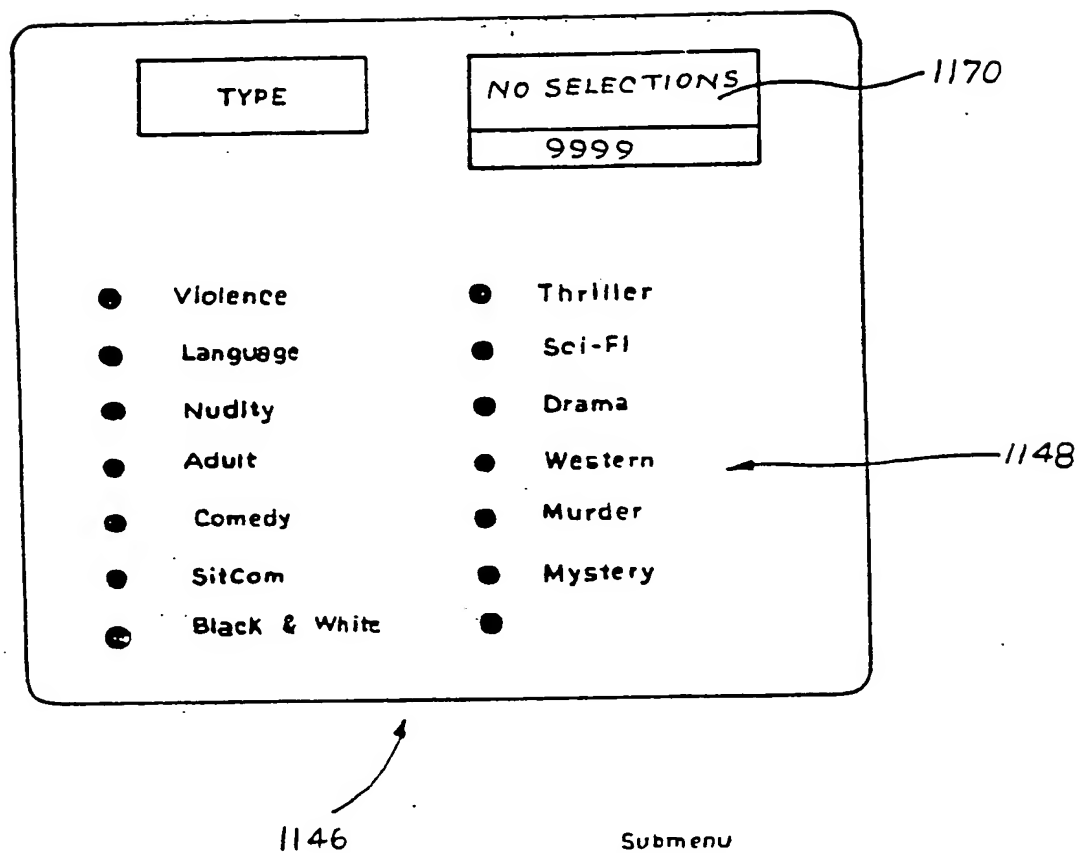 TYPE
NO SELECTIONS
9999
1170
Violence
Language
Nudity
Adult
Comedy
SitCom
Black & White
Thriller
Sci-Fi
Drama
Western
Murder
Mystery
1148
1146
Submenu